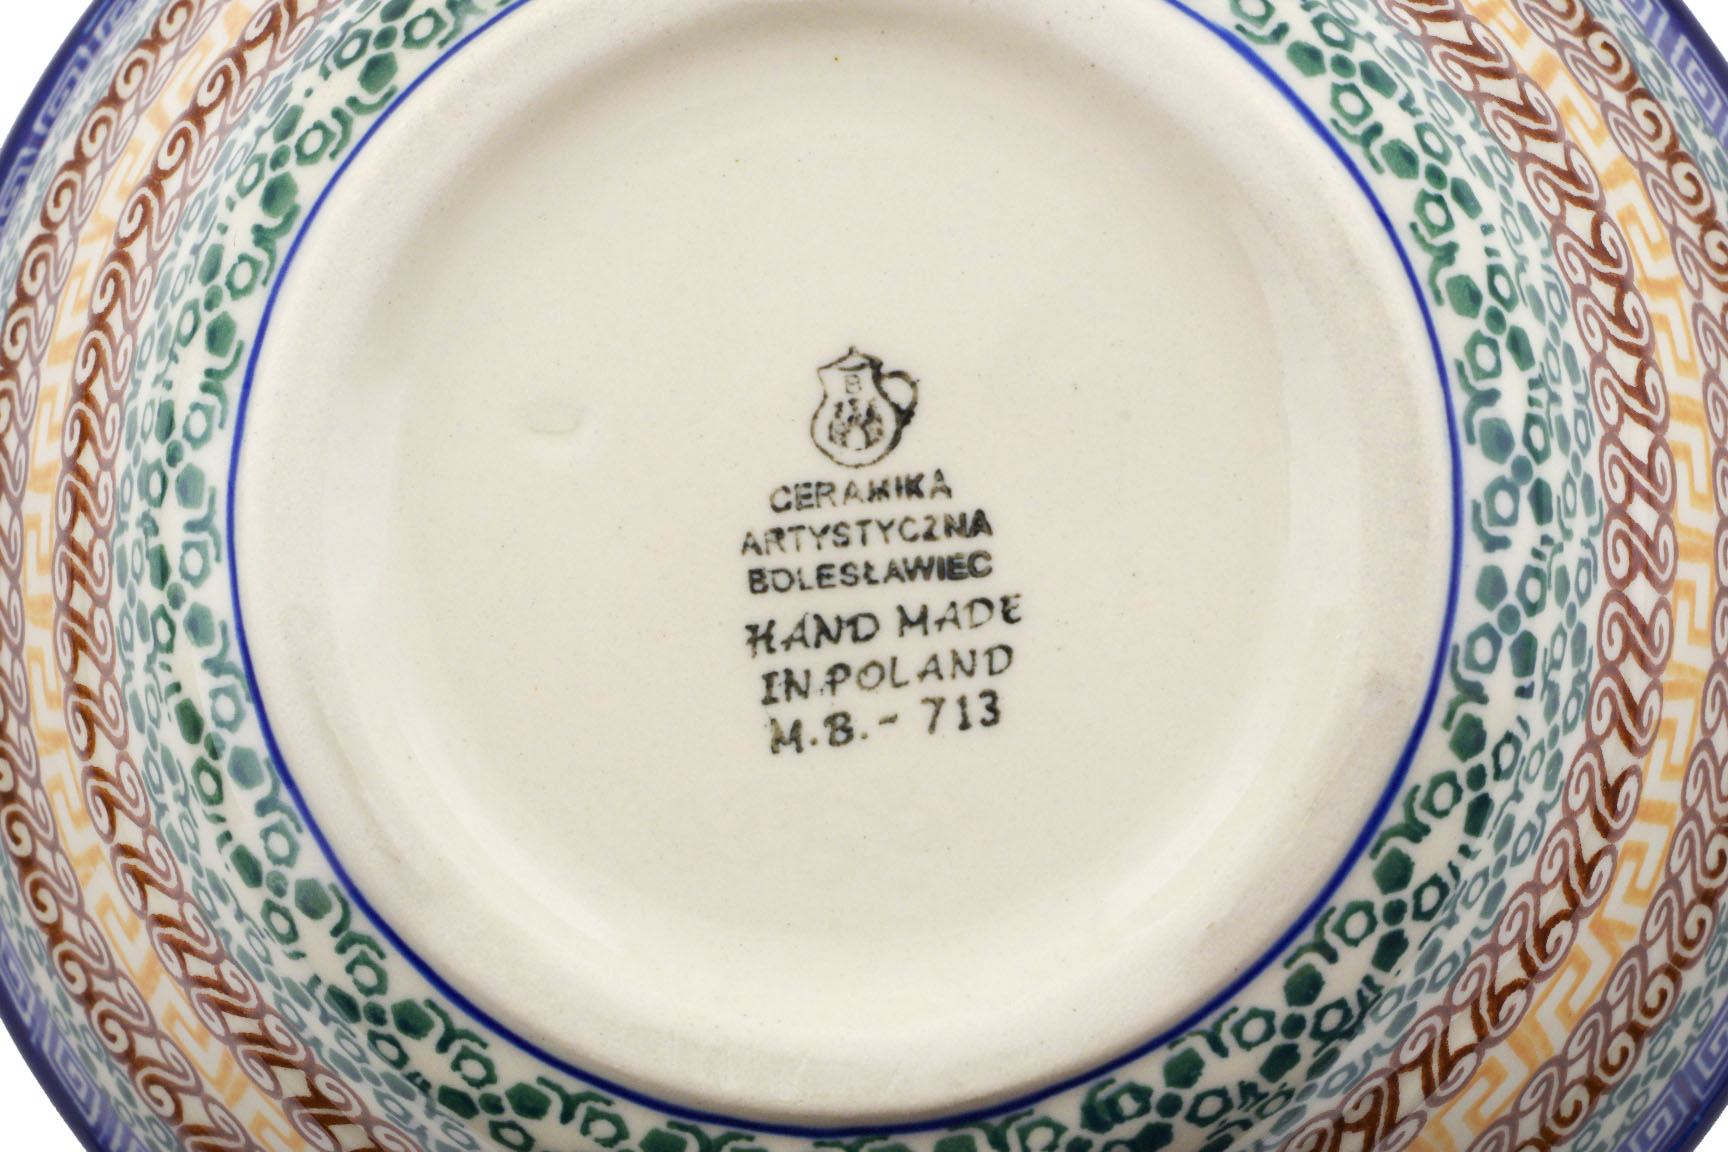 B
CERAMIKA
ARTYSTYCZNA
BOLESŁAWIEC
HAND MADE
IN POLAND
M.B.- 713